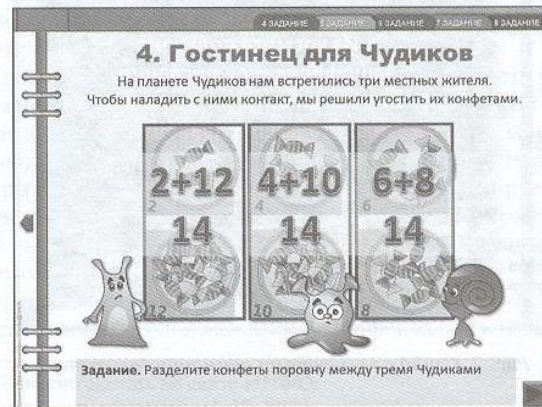 4 ЗАДАНИЕ 5 ЗАДАНИЕ 6 ЗАДАНИЕ 7 ЗАДАНИЕ 8 ЗАДАНИЕ
4. Гостинец для Чудиков
На планете Чудиков нам встретились три местных жителя.
Чтобы наладить с ними контакт, мы решили угостить их конфетами.
2+12 4+10 6+8
2 4 6
14 14 14
12 10 8
Задание. Разделите конфеты поровну между тремя Чудиками